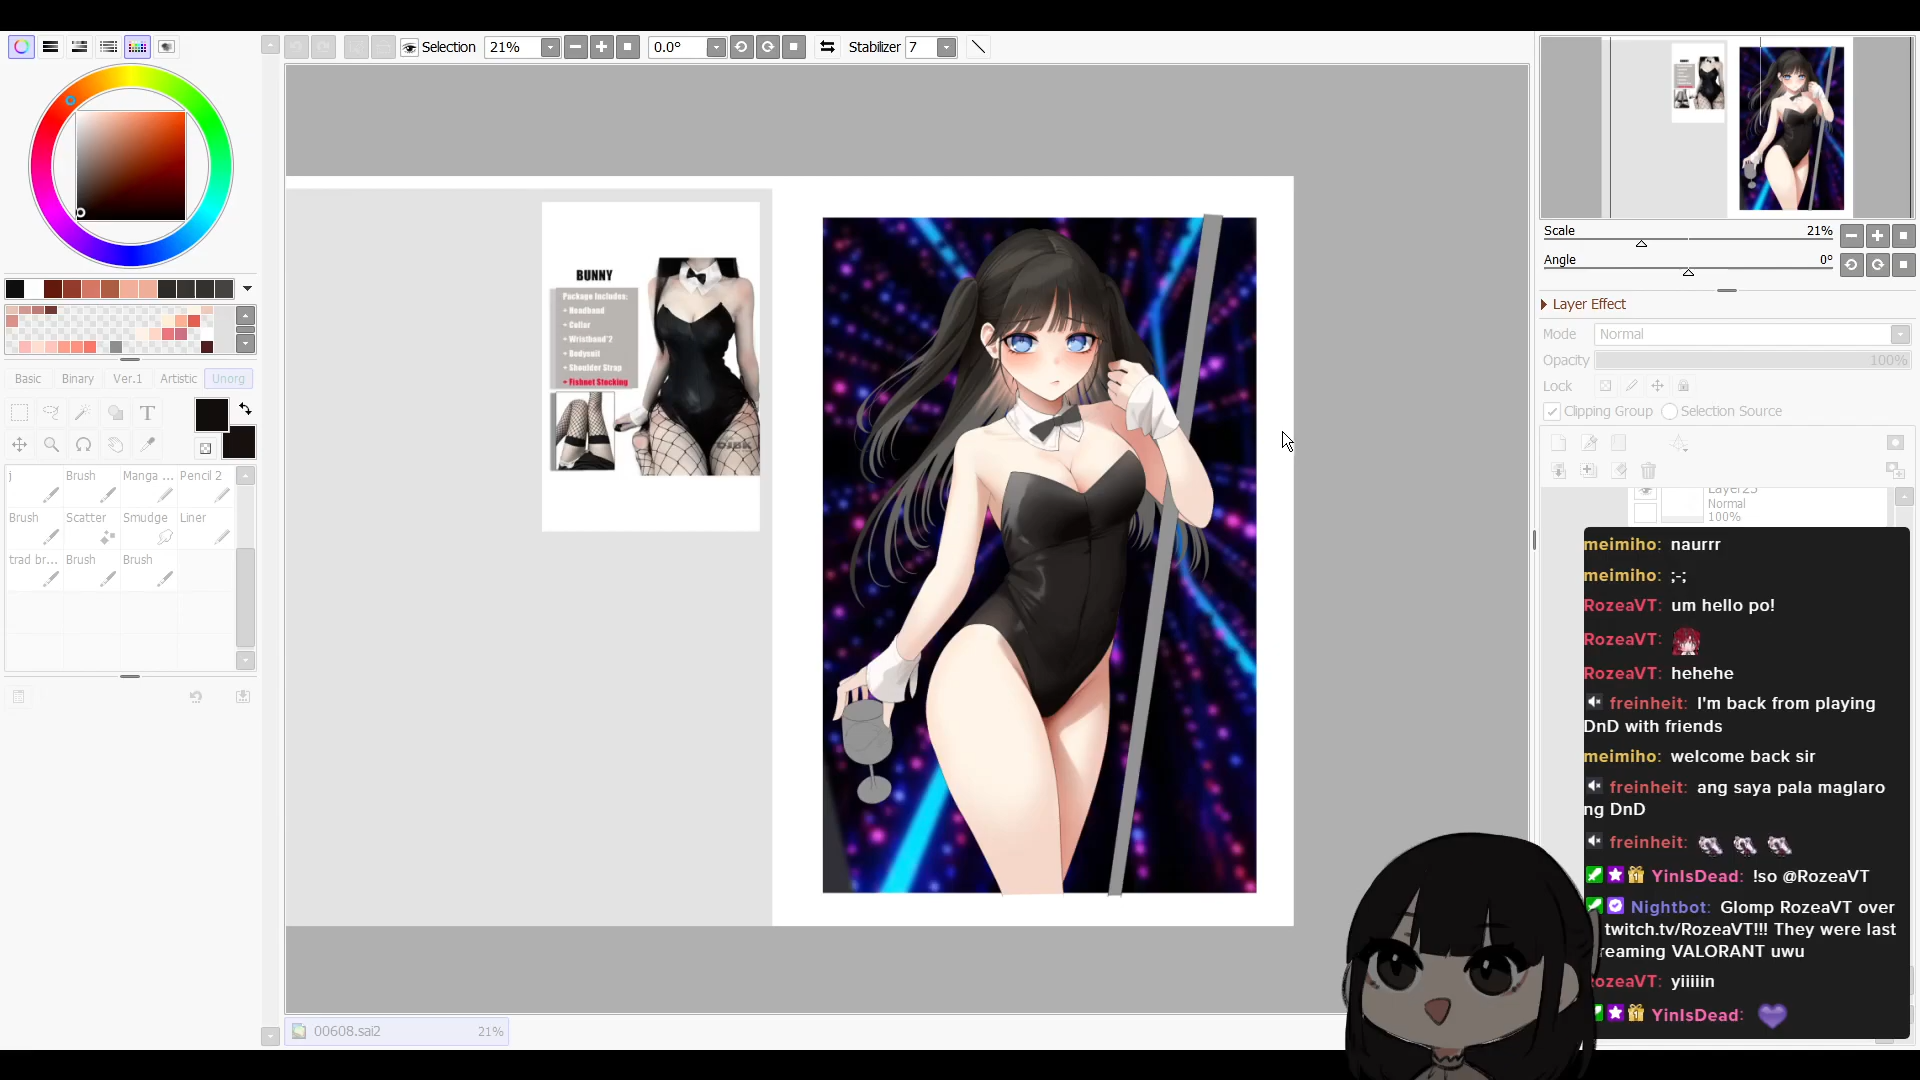 Selection 21% 0.0° Stabilizer 7
Scale 21%
Angle 0°
Layer Effect
Mode Normal
Opacity 100%
Lock
Clipping Group Selection Source
Layer23
Normal
100%
Basic Binary Ver.1 Artistic Unorg
T
j Brush Manga ... Pencil 2
Brush Scatter Smudge Liner
trad br... Brush Brush
BUNNY
Package Includes:
+ Headband
+ Collar
+ Wristband*2
+ Bodysuit
+ Shoulder Strap
+ Fishnet Stocking
00608.sai2 21%
meimiho: naurrr
meimiho: ;-;
RozeaVT: um hello po!
RozeaVT:
RozeaVT: hehehe
freinheit: I'm back from playing
DnD with friends
meimiho: welcome back sir
freinheit: ang saya pala maglaro
ng DnD
freinheit:
YinIsDead: !so @RozeaVT
Nightbot: Glomp RozeaVT over
twitch.tv/RozeaVT!!! They were last
reaming VALORANT uwu
ozeaVT: yiiiiin
YinIsDead: